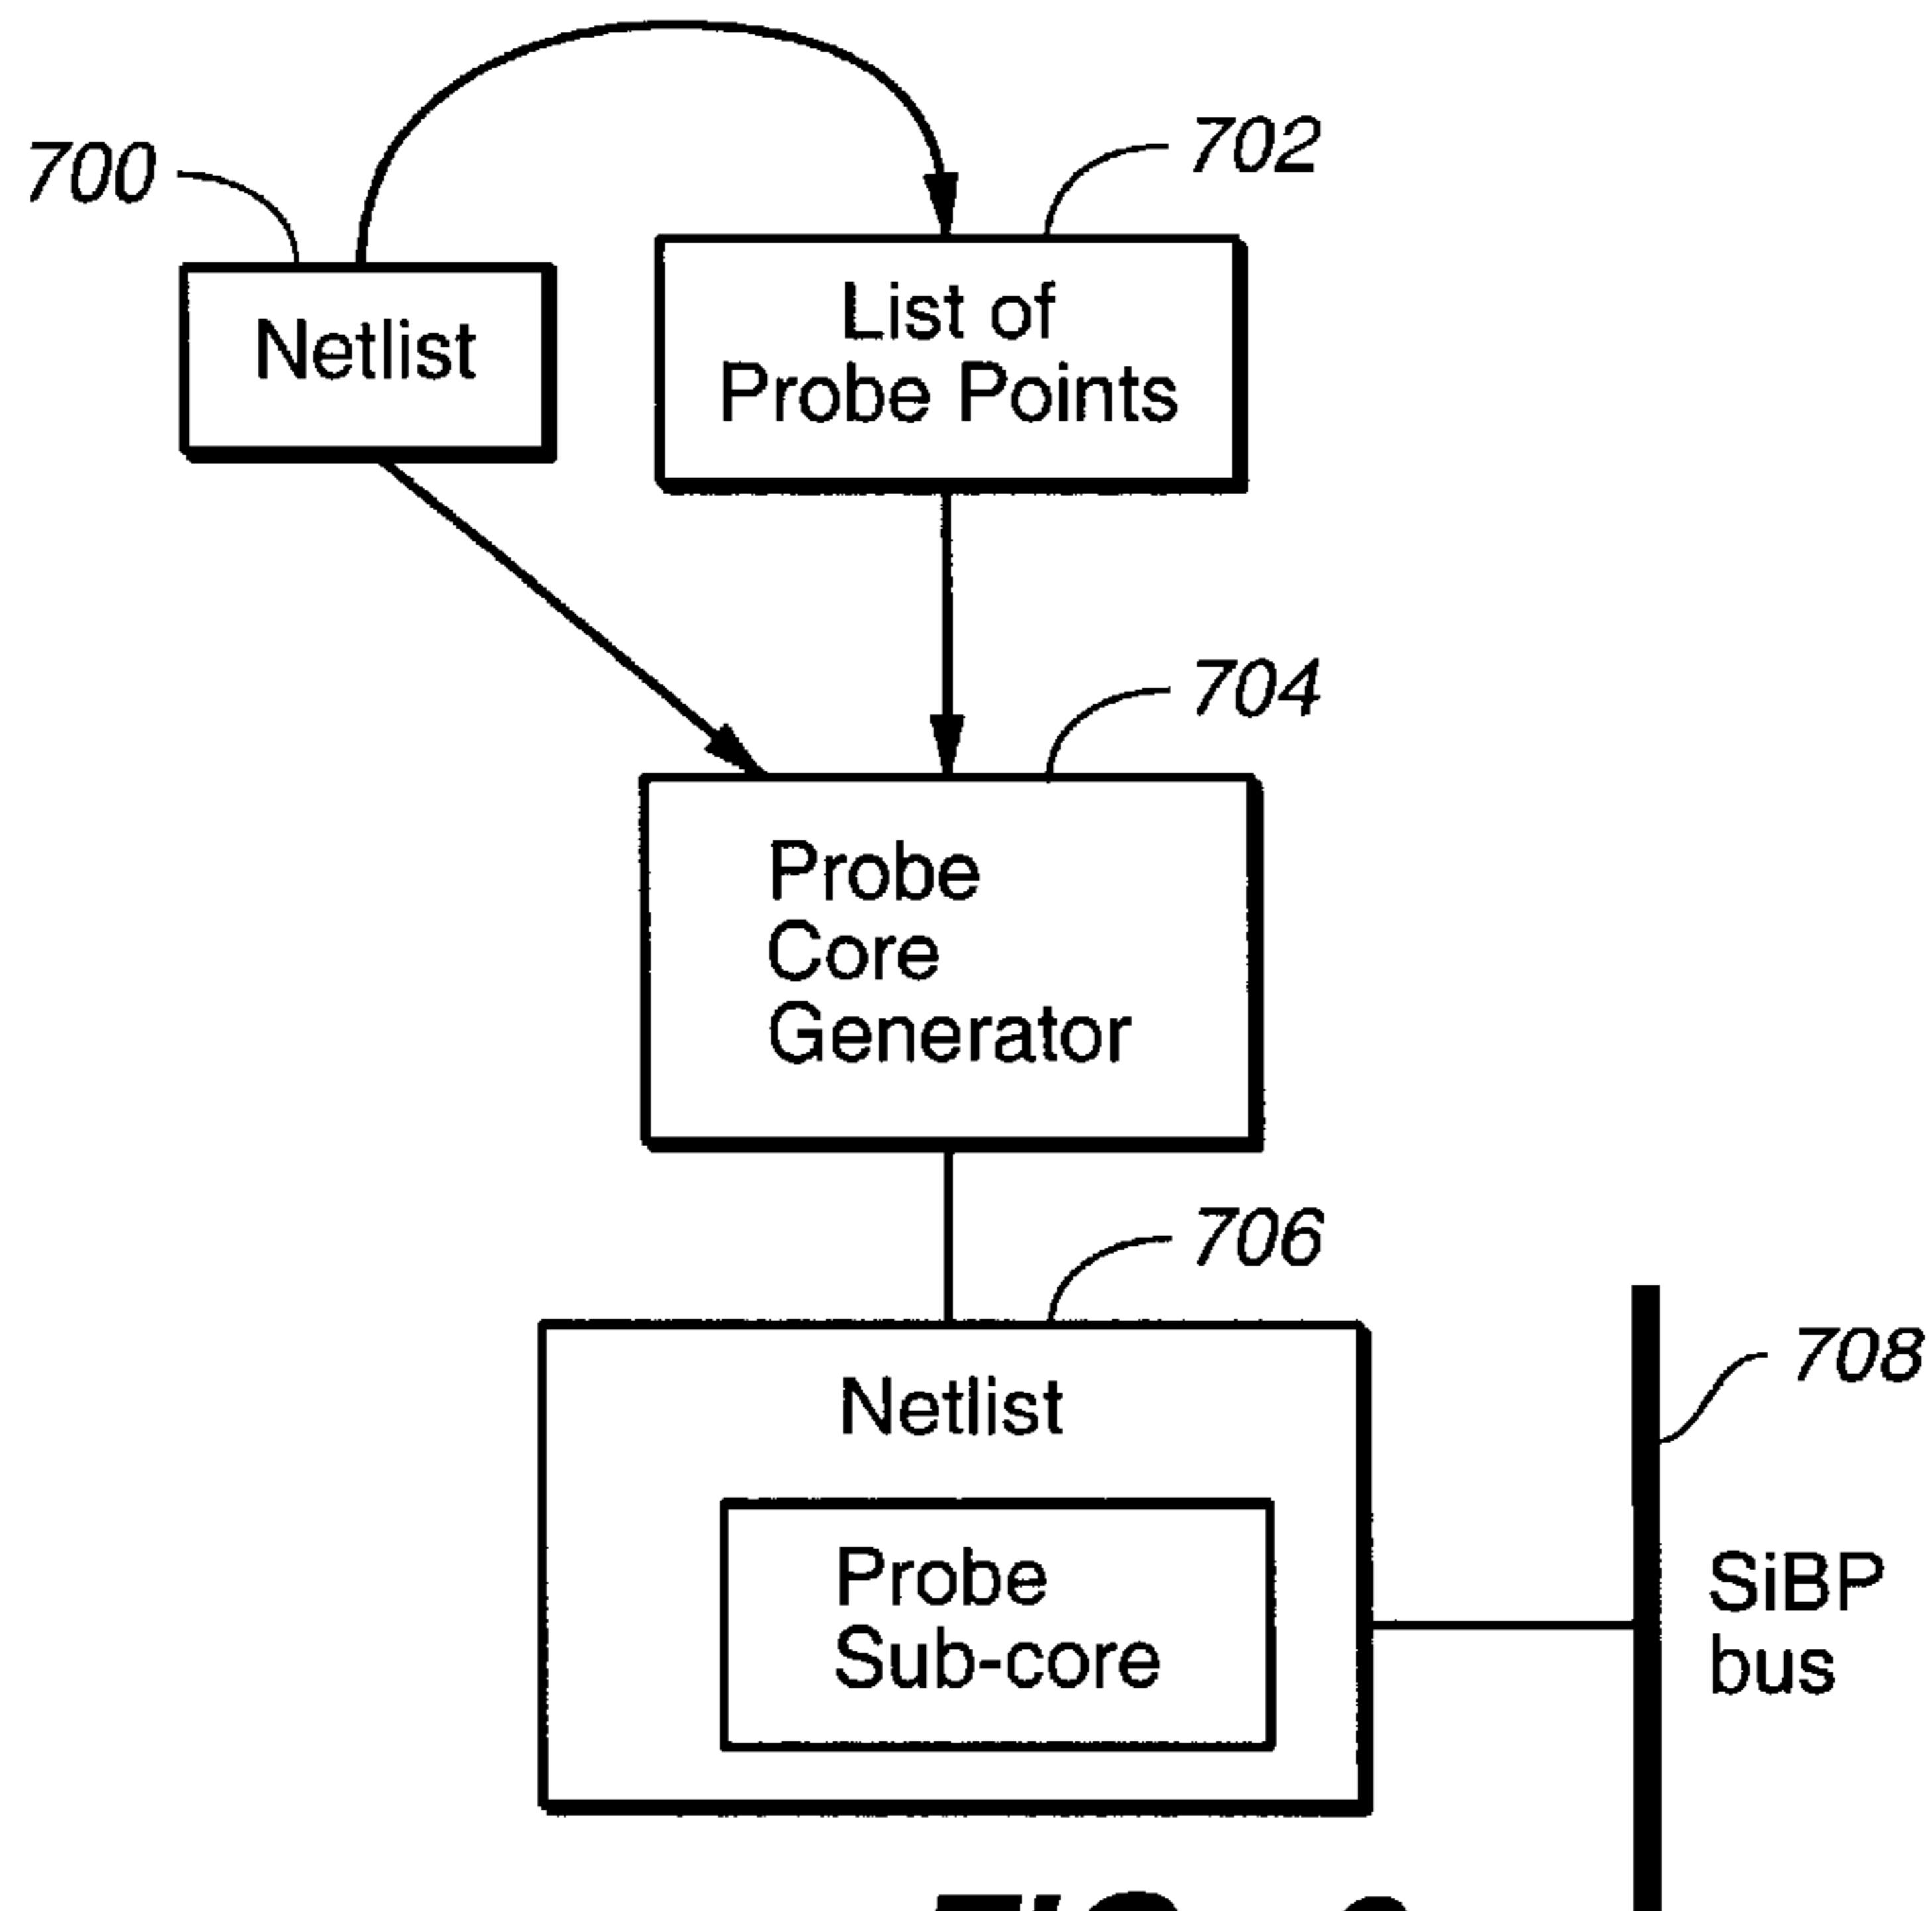 700
702
Netlist
List of
Probe Points
704
Probe
Core
Generator
706
708
Netlist
Probe
Sub-core
SiBP
bus